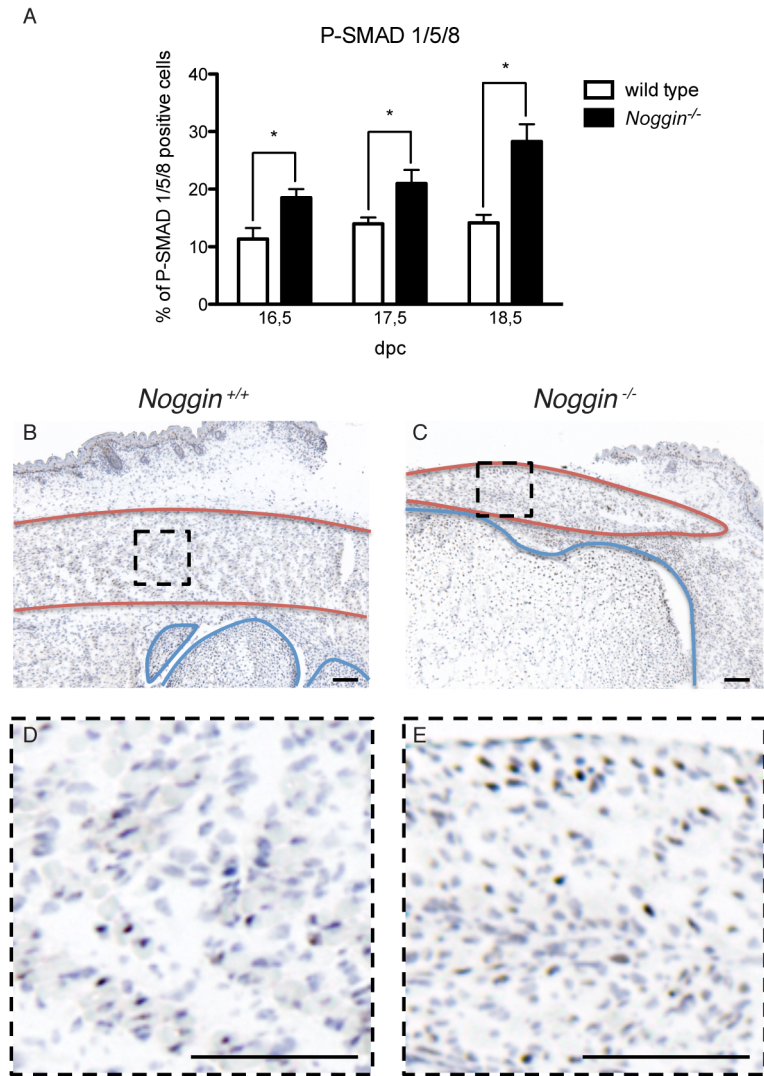 A
P-SMAD 1/5/8
% of P-SMAD 1/5/8 positive cells
40
30
20
10
0
*
*
*
wild type
Noggin-/-
16,5
17,5
18,5
dpc
Noggin +/+
Noggin -/-
B
C
D
E